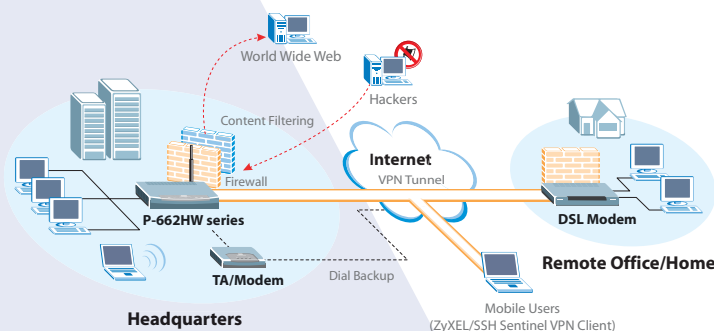 World Wide Web
Hackers
Content Filtering
Firewall
Internet
VPN Tunnel
P-662HW series
DSL Modem
TA/Modem
Dial Backup
Remote Office/Home
Mobile Users
(ZyXEL/SSH Sentinel VPN Client)
Headquarters